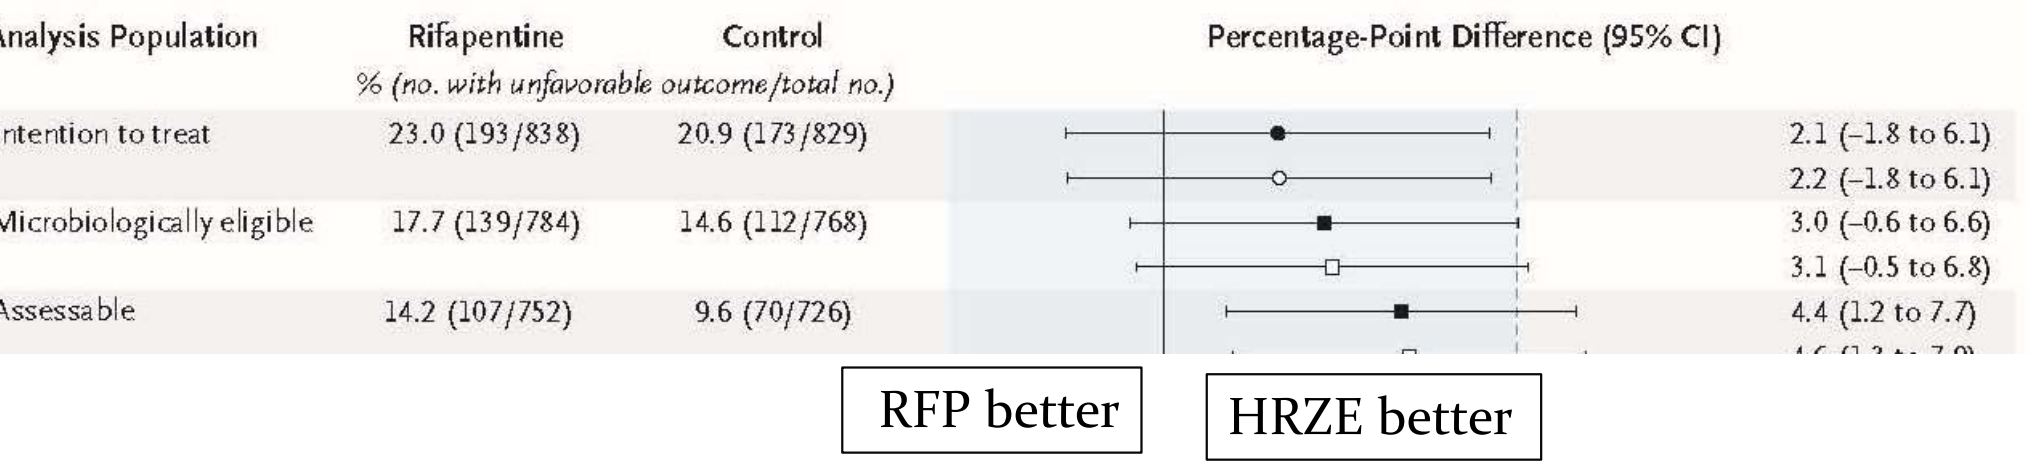 Analysis Population Rifapentine Control Percentage-Point Difference (95% CI)
% (no. with unfavorable outcome/total no.)
Intention to treat 23.0 (193/838) 20.9 (173/829) 2.1 (–1.8 to 6.1)
2.2 (–1.8 to 6.1)
Microbiologically eligible 17.7 (139/784) 14.6 (112/768) 3.0 (–0.6 to 6.6)
3.1 (–0.5 to 6.8)
Assessable 14.2 (107/752) 9.6 (70/726) 4.4 (1.2 to 7.7)
RFP better HRZE better